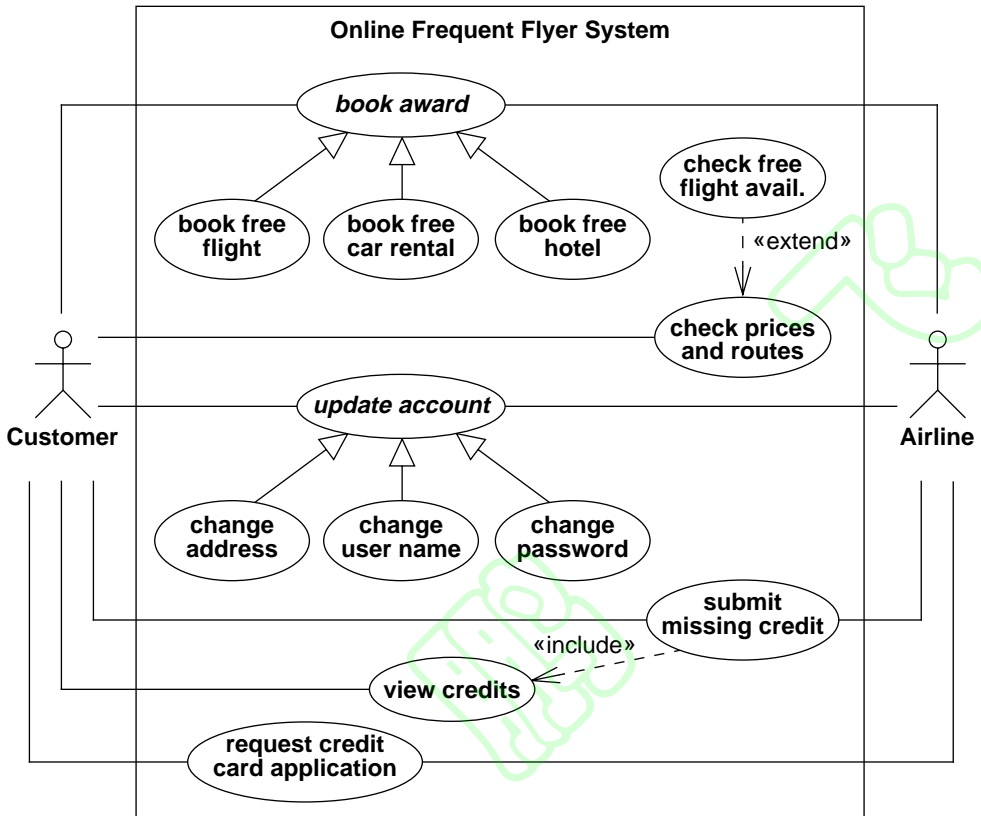 Online Frequent Flyer System
book award
check free
flight avail.
book free
flight
book free
car rental
book free
hotel
«extend»
check prices
and routes
update account
Customer
Airline
change
address
change
user name
change
password
submit
missing credit
«include»
view credits
request credit
card application